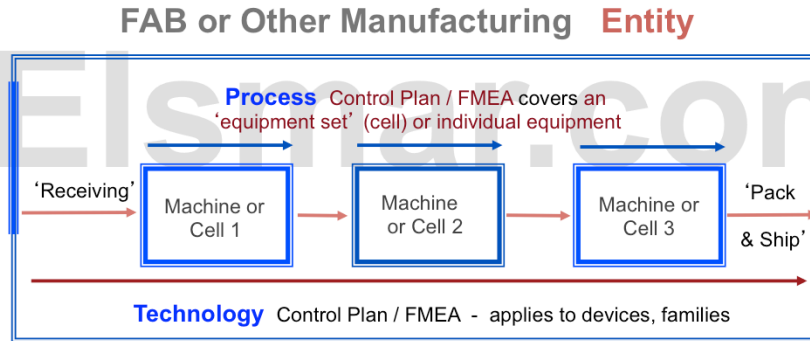 FAB or Other Manufacturing Entity
Elsmar.com
Process Control Plan / FMEA covers an
‘equipment set’ (cell) or individual equipment
‘Receiving’
Machine or
Cell 1
Machine
or Cell 2
Machine or
Cell 3
‘Pack
& Ship’
Technology Control Plan / FMEA - applies to devices, families